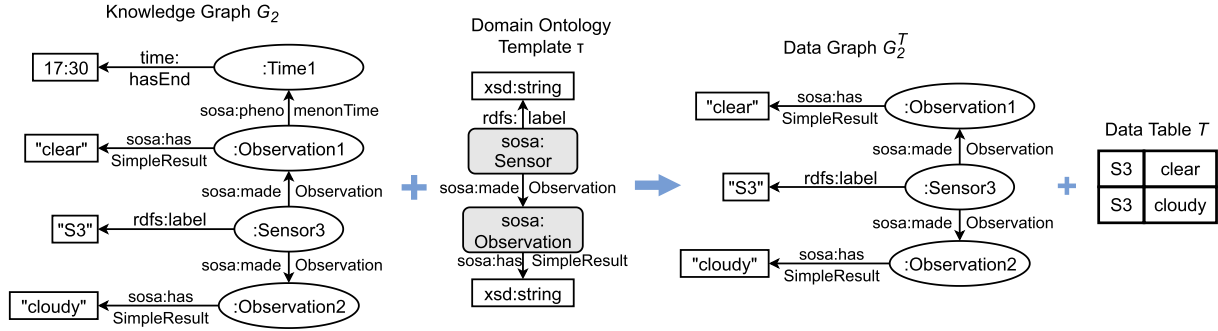 Knowledge Graph G2
17:30
time:
hasEnd
:Time1
sosa:pheno menonTime
"clear"
sosa:has
SimpleResult
:Observation1
sosa:made Observation
"S3"
rdfs:label
:Sensor3
sosa:made Observation
"cloudy"
sosa:has
SimpleResult
:Observation2
Domain Ontology
Template τ
xsd:string
rdfs: label
sosa:
Sensor
sosa:made Observation
sosa:
Observation
sosa:has SimpleResult
xsd:string
Data Graph G2^T
"clear"
sosa:has
SimpleResult
:Observation1
sosa:made Observation
"S3"
rdfs:label
:Sensor3
sosa:made Observation
"cloudy"
sosa:has
SimpleResult
:Observation2
Data Table T
S3 clear
S3 cloudy